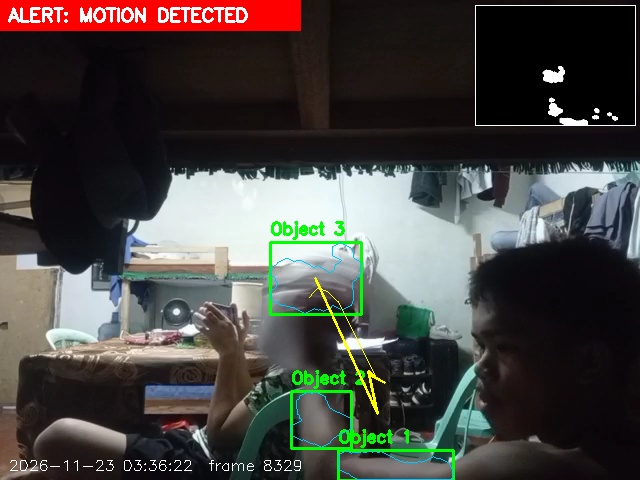 ALERT: MOTION DETECTED
Object 3
Object 2
Object 1
2026-11-23 03:36:22 frame 8329